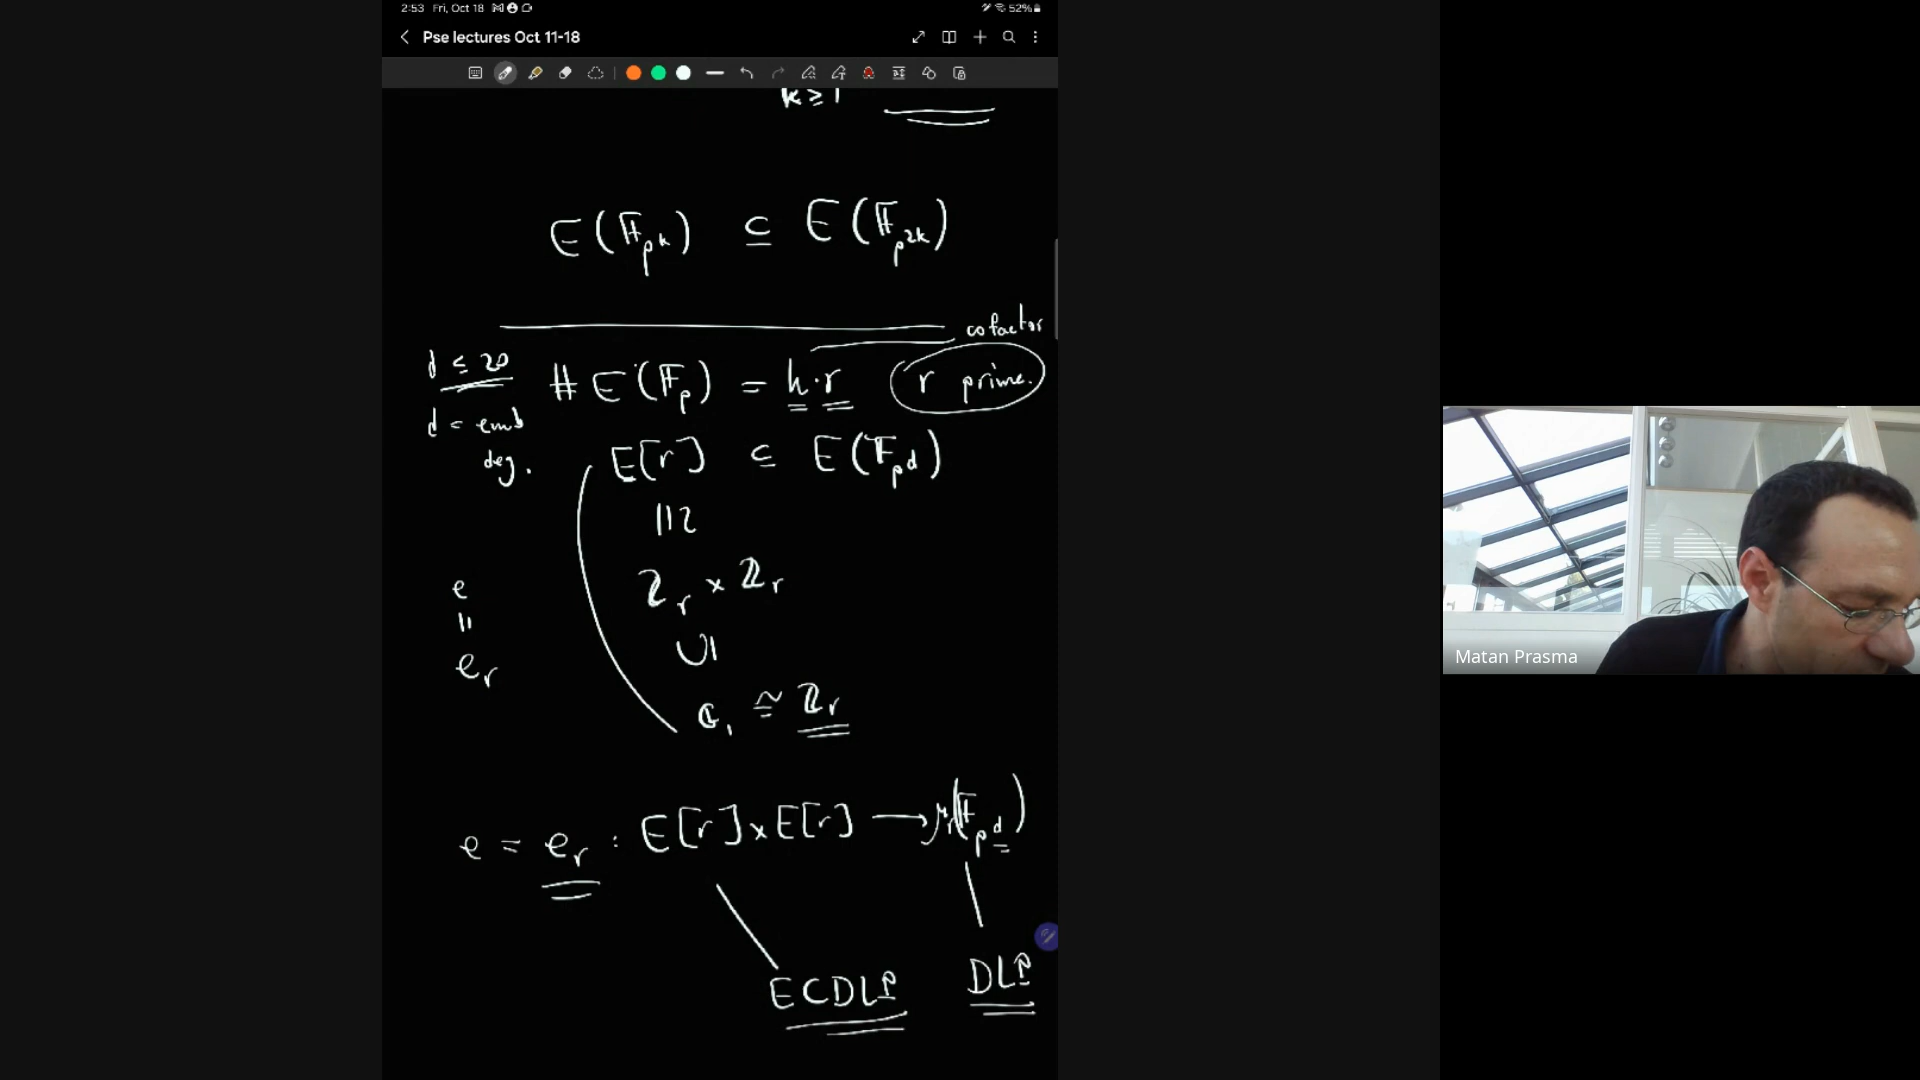 2:53 Fri, Oct 18 52%
Pse lectures Oct 11-18
k ≥ 1
E(𝔽_{p^k}) ⊆ E(𝔽_{p^{2k}})
cofactor
d ≤ 20 # E(𝔽_p) = h·r r prime.
d = emb deg.
E[r] ⊆ E(𝔽_{p^d})
≅
ℤ_r × ℤ_r
e
=
e_r
∪|
G_1 ≅ ℤ_r
e = e_r : E[r] × E[r] → μ_r(𝔽_{p^d})
ECDLP DLP
Matan Prasma